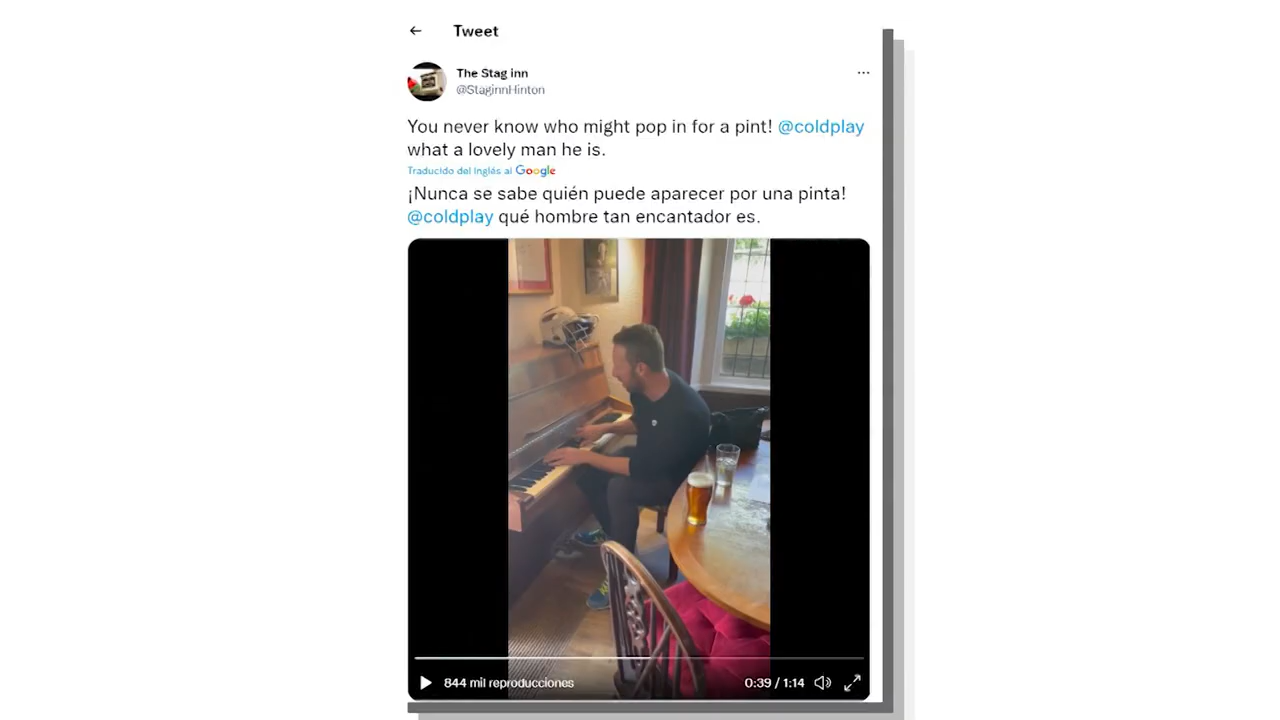 Tweet
The Stag inn
@StaginnHinton
You never know who might pop in for a pint! @coldplay
what a lovely man he is.
Traducido del inglés al Google
¡Nunca se sabe quién puede aparecer por una pinta!
@coldplay qué hombre tan encantador es.
844 mil reproducciones
0:39 / 1:14